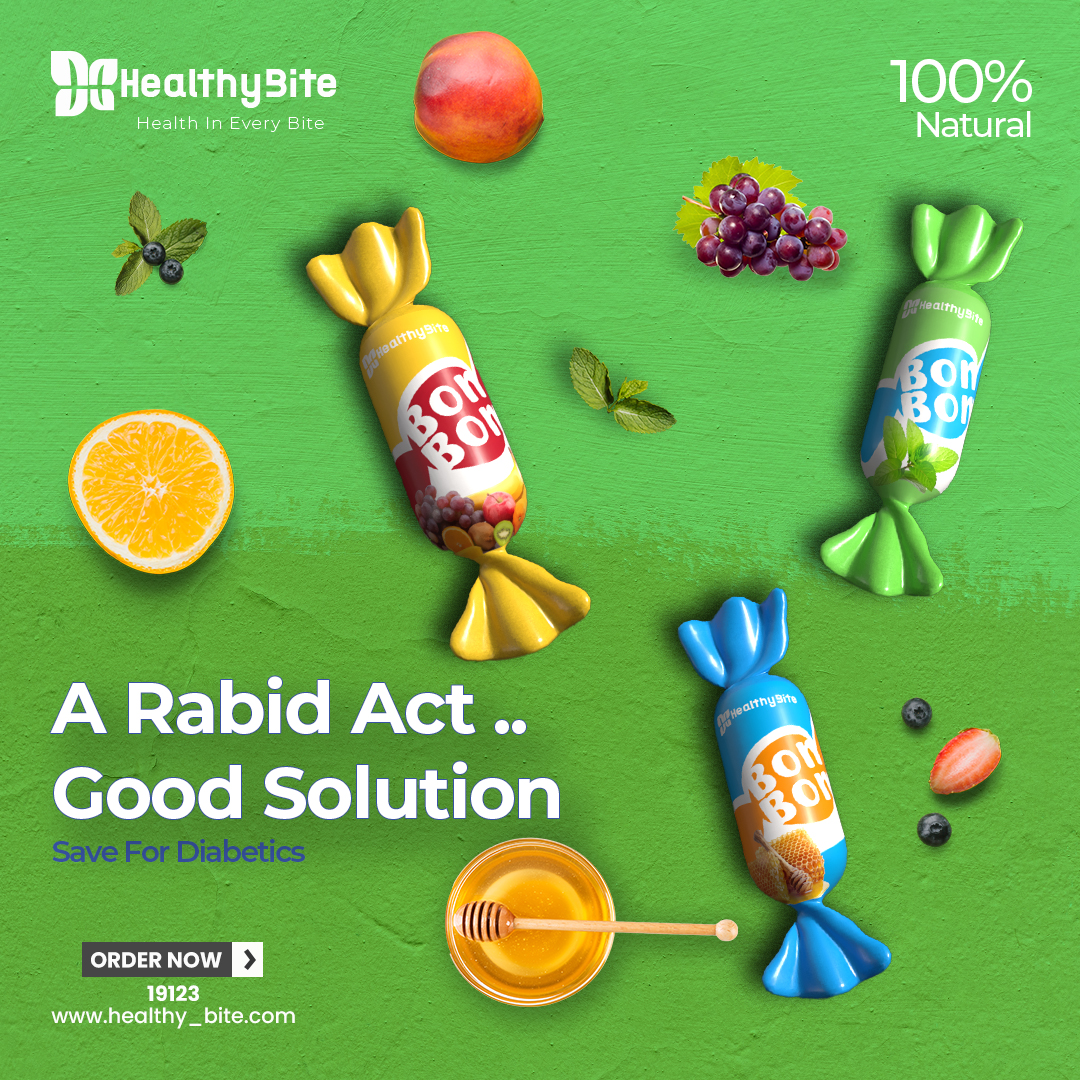 HealthyBite
Health In Every Bite
100%
Natural
HealthyBite
Bon
Bon
HealthyBite
Bon
Bon
A Rabid Act ..
Good Solution
Save For Diabetics
HealthyBite
Bon
Bon
ORDER NOW
19123
www.healthy_bite.com